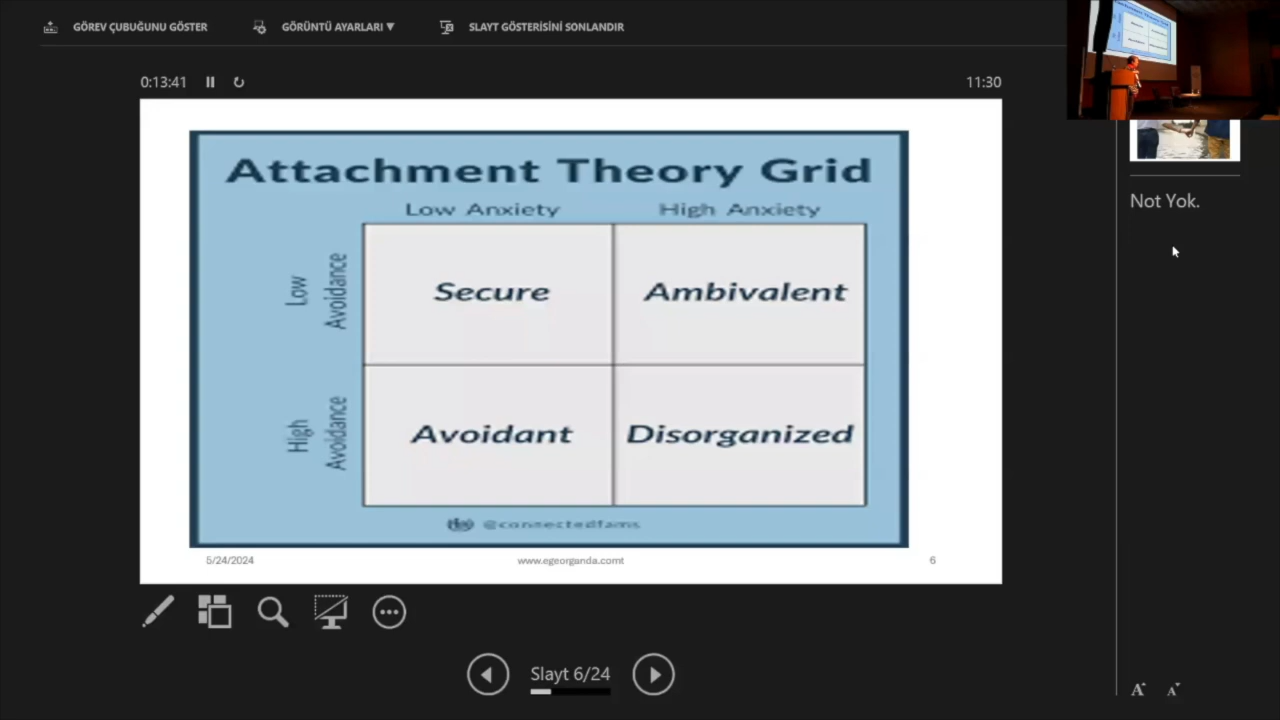 GÖREV ÇUBUĞUNU GÖSTER
GÖRÜNTÜ AYARLARI ▼
SLAYT GÖSTERİSİNİ SONLANDIR
0:13:41
11:30
Attachment Theory Grid
Low Anxiety
High Anxiety
Low Avoidance
Secure
Ambivalent
High Avoidance
Avoidant
Disorganized
@connectedfams
5/24/2024
www.egeorganda.comt
6
Slayt 6/24
Not Yok.
A A